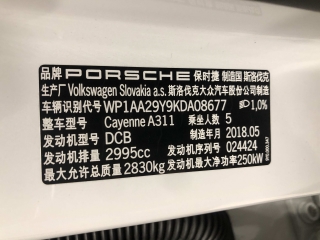 品牌 PORSCHE 保时捷 制造国 斯洛伐克
生产厂 Volkswagen Slovakia a.s. 斯洛伐克大众汽车股份公司制造
车辆识别代号 WP1AA29Y9KDA08677 1,0%
整车型号 Cayenne A311 乘坐人数 5
发动机型号 DCB 制造年月 2018.05
发动机排量 2995cc 发动机序列号 024424
最大允许总质量 2830kg 发动机最大净功率 250kW